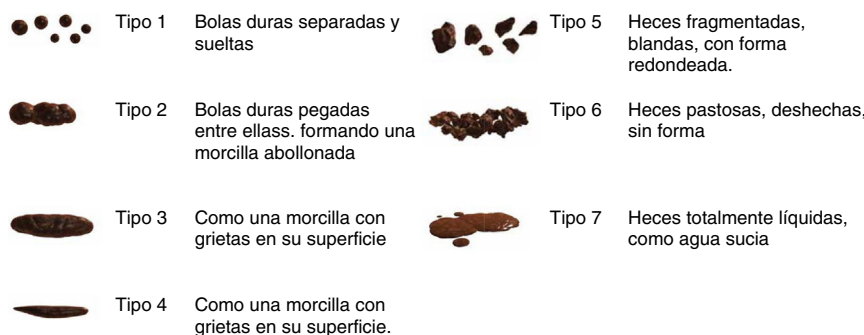 Tipo 1 Bolas duras separadas y
sueltas
Tipo 2 Bolas duras pegadas
entre ellass. formando una
morcilla abollonada
Tipo 3 Como una morcilla con
grietas en su superficie
Tipo 4 Como una morcilla con
grietas en su superficie.
Tipo 5 Heces fragmentadas,
blandas, con forma
redondeada.
Tipo 6 Heces pastosas, deshechas,
sin forma
Tipo 7 Heces totalmente líquidas,
como agua sucia